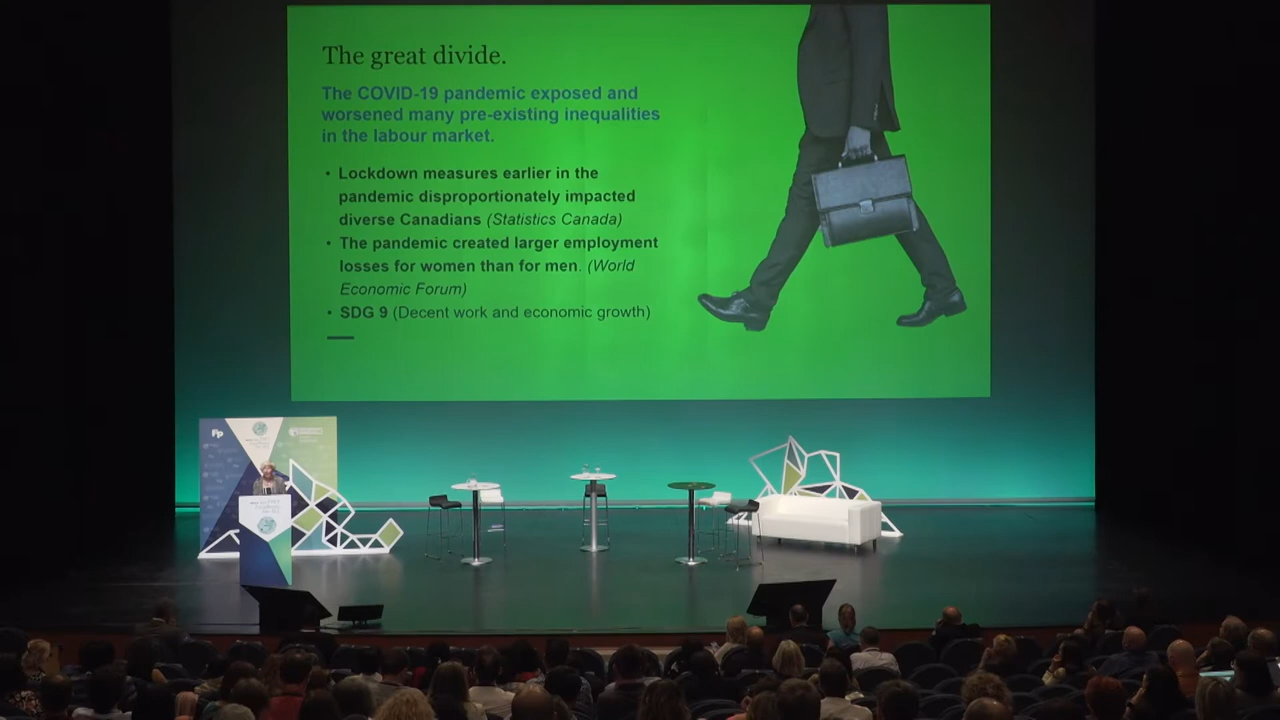 The great divide.
The COVID-19 pandemic exposed and
worsened many pre-existing inequalities
in the labour market.
• Lockdown measures earlier in the
pandemic disproportionately impacted
diverse Canadians (Statistics Canada)
• The pandemic created larger employment
losses for women than for men. (World
Economic Forum)
• SDG 9 (Decent work and economic growth)
Fp